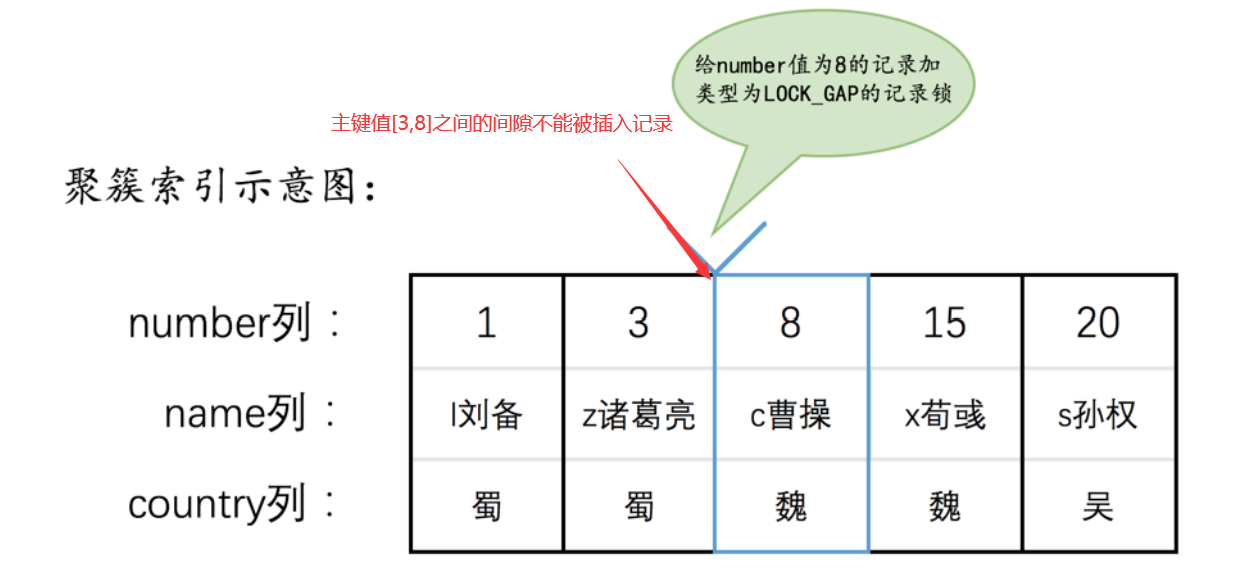 给number值为8的记录加
类型为LOCK_GAP的记录锁
主键值[3,8]之间的间隙不能被插入记录
聚簇索引示意图：
number列： 1 3 8 15 20
name列： l刘备 z诸葛亮 c曹操 x荀彧 s孙权
country列： 蜀 蜀 魏 魏 吴